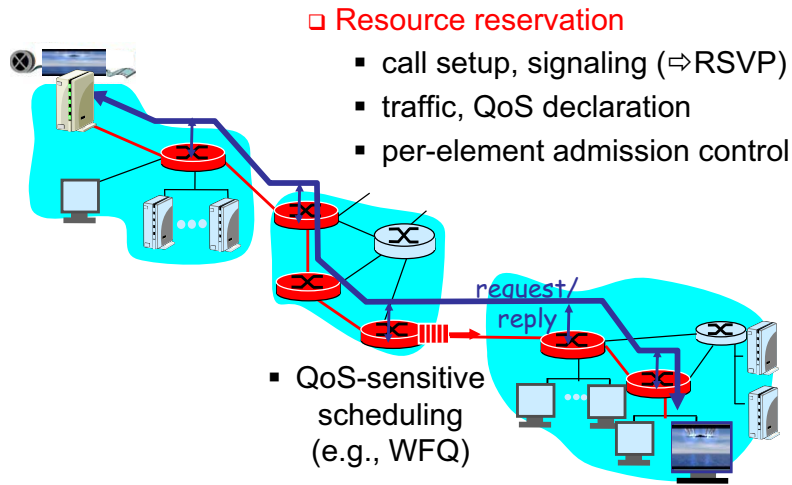 ❑ Resource reservation
▪ call setup, signaling (⇨RSVP)
▪ traffic, QoS declaration
▪ per-element admission control
request/
reply
▪ QoS-sensitive
scheduling
(e.g., WFQ)